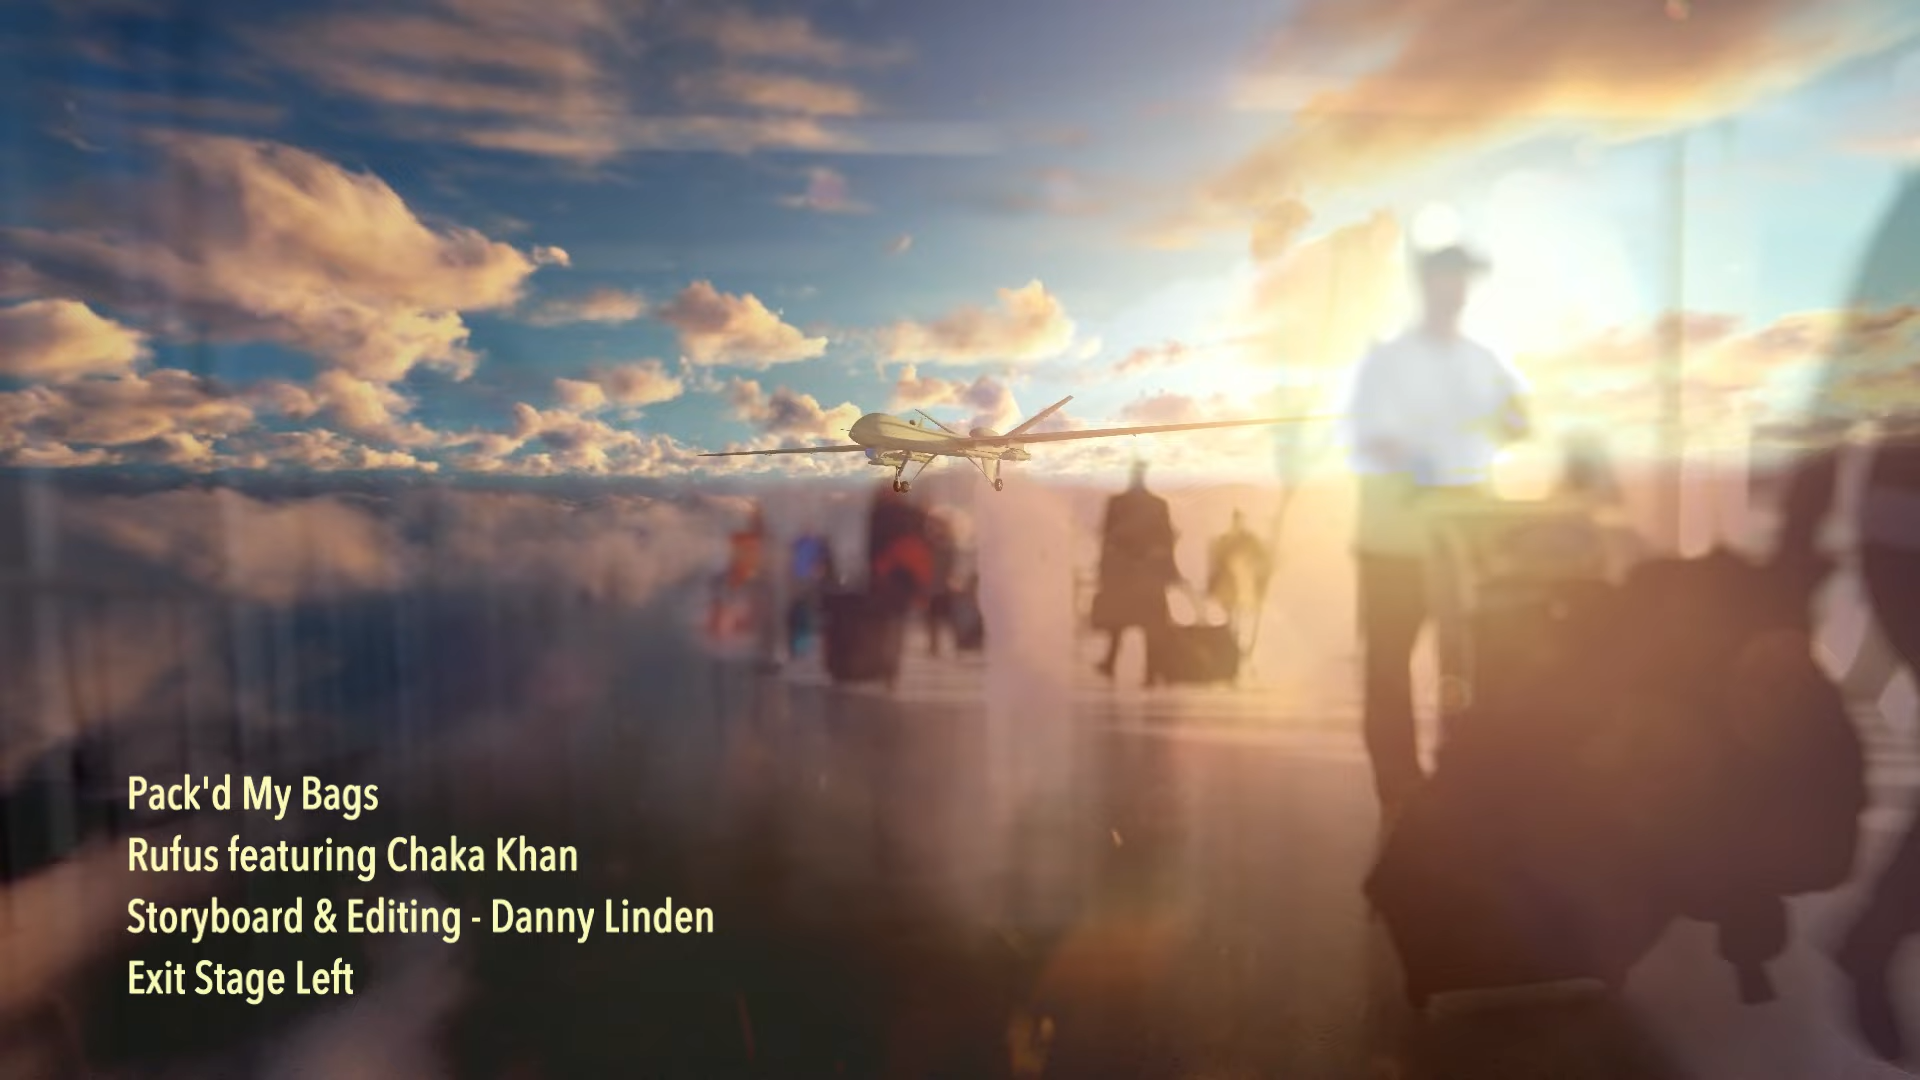 Pack'd My Bags
Rufus featuring Chaka Khan
Storyboard & Editing - Danny Linden
Exit Stage Left